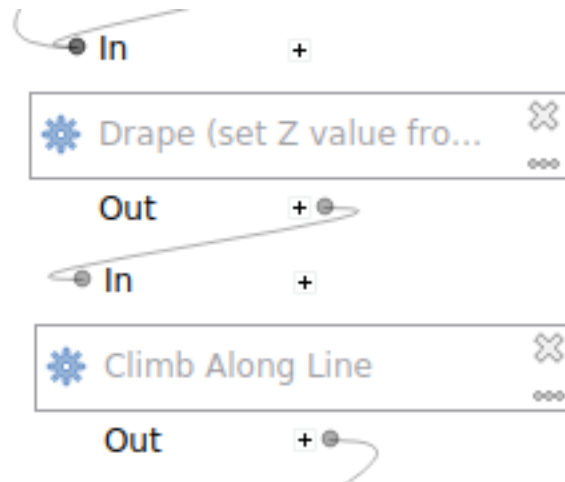 In
Drape (set Z value fro...
Out
In
Climb Along Line
Out